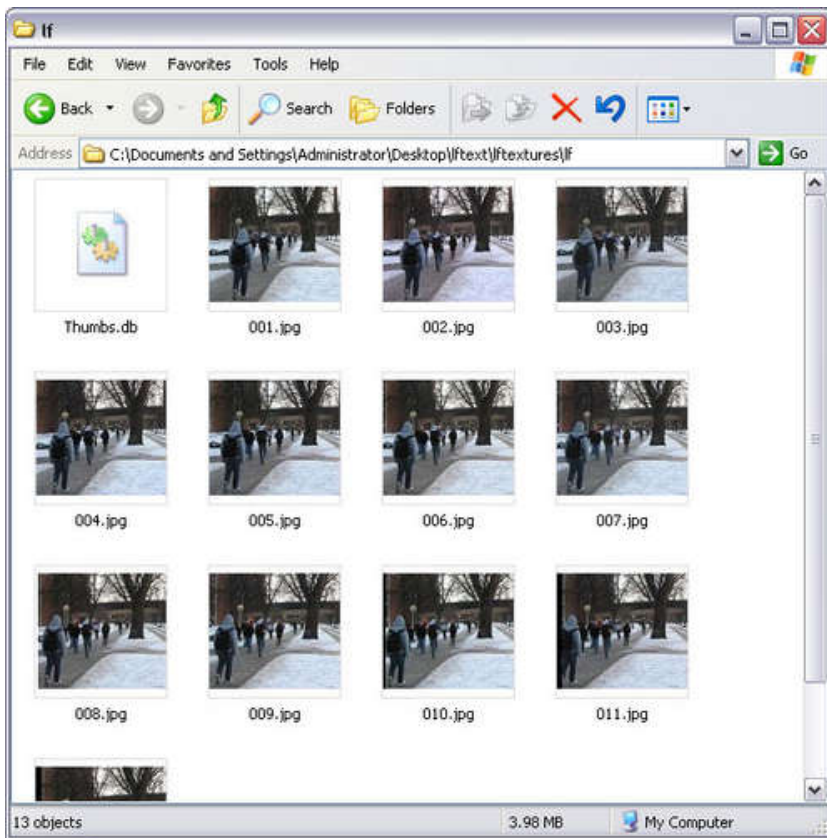 lf
File Edit View Favorites Tools Help
Back Search Folders
Address C:\Documents and Settings\Administrator\Desktop\lftext\lftextures\lf Go
Thumbs.db 001.jpg 002.jpg 003.jpg
004.jpg 005.jpg 006.jpg 007.jpg
008.jpg 009.jpg 010.jpg 011.jpg
13 objects 3.98 MB My Computer